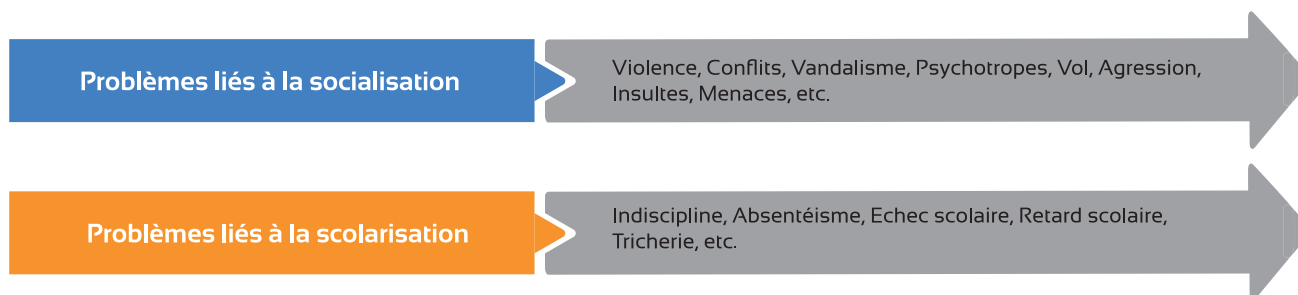 Problèmes liés à la socialisation
Violence, Conflits, Vandalisme, Psychotropes, Vol, Agression,
Insultes, Menaces, etc.
Problèmes liés à la scolarisation
Indiscipline, Absentéisme, Echec scolaire, Retard scolaire,
Tricherie, etc.